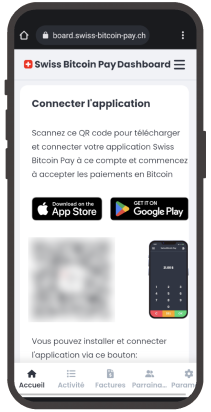 board.swiss-bitcoin-pay.ch
Swiss Bitcoin Pay Dashboard
Connecter l'application
Scannez ce QR code pour télécharger
et connecter votre application Swiss
Bitcoin Pay à ce compte et commencez
à accepter les paiements en Bitcoin
Download on the
App Store
GET IT ON
Google Play
Vous pouvez installer et connecter
l'application via ce bouton:
Accueil Activité Factures Parraina... Param